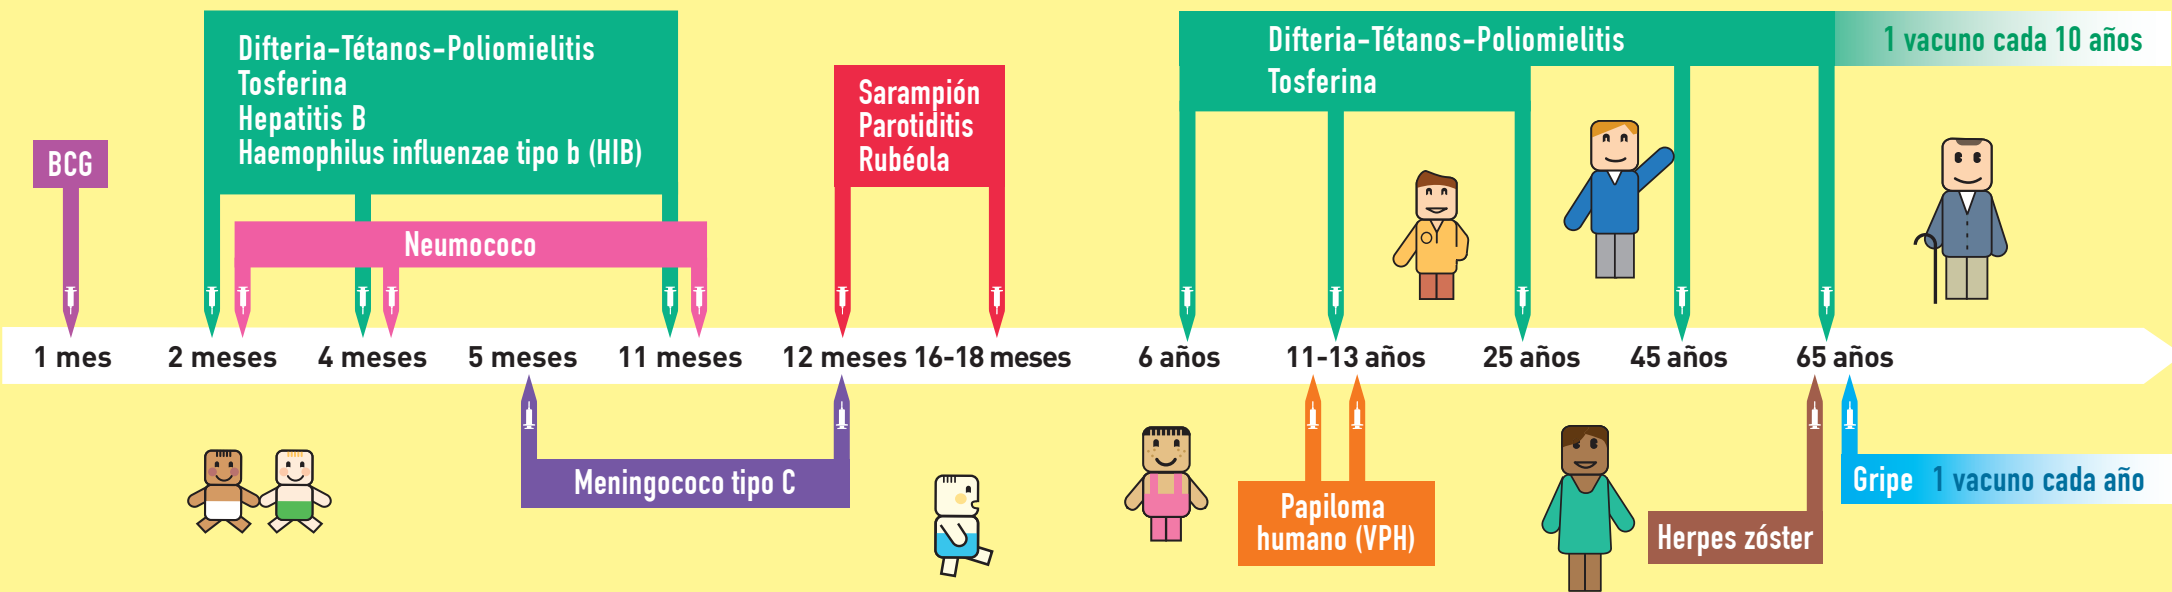 BCG
Difteria-Tétanos-Poliomielitis
Tosferina
Hepatitis B
Haemophilus influenzae tipo b (HIB)
Neumococo
Sarampión
Parotiditis
Rubéola
Difteria-Tétanos-Poliomielitis
Tosferina
1 vacuno cada 10 años
1 mes
2 meses
4 meses
5 meses
11 meses
12 meses
16-18 meses
6 años
11-13 años
25 años
45 años
65 años
Meningococo tipo C
Papiloma
humano (VPH)
Herpes zóster
Gripe 1 vacuno cada año